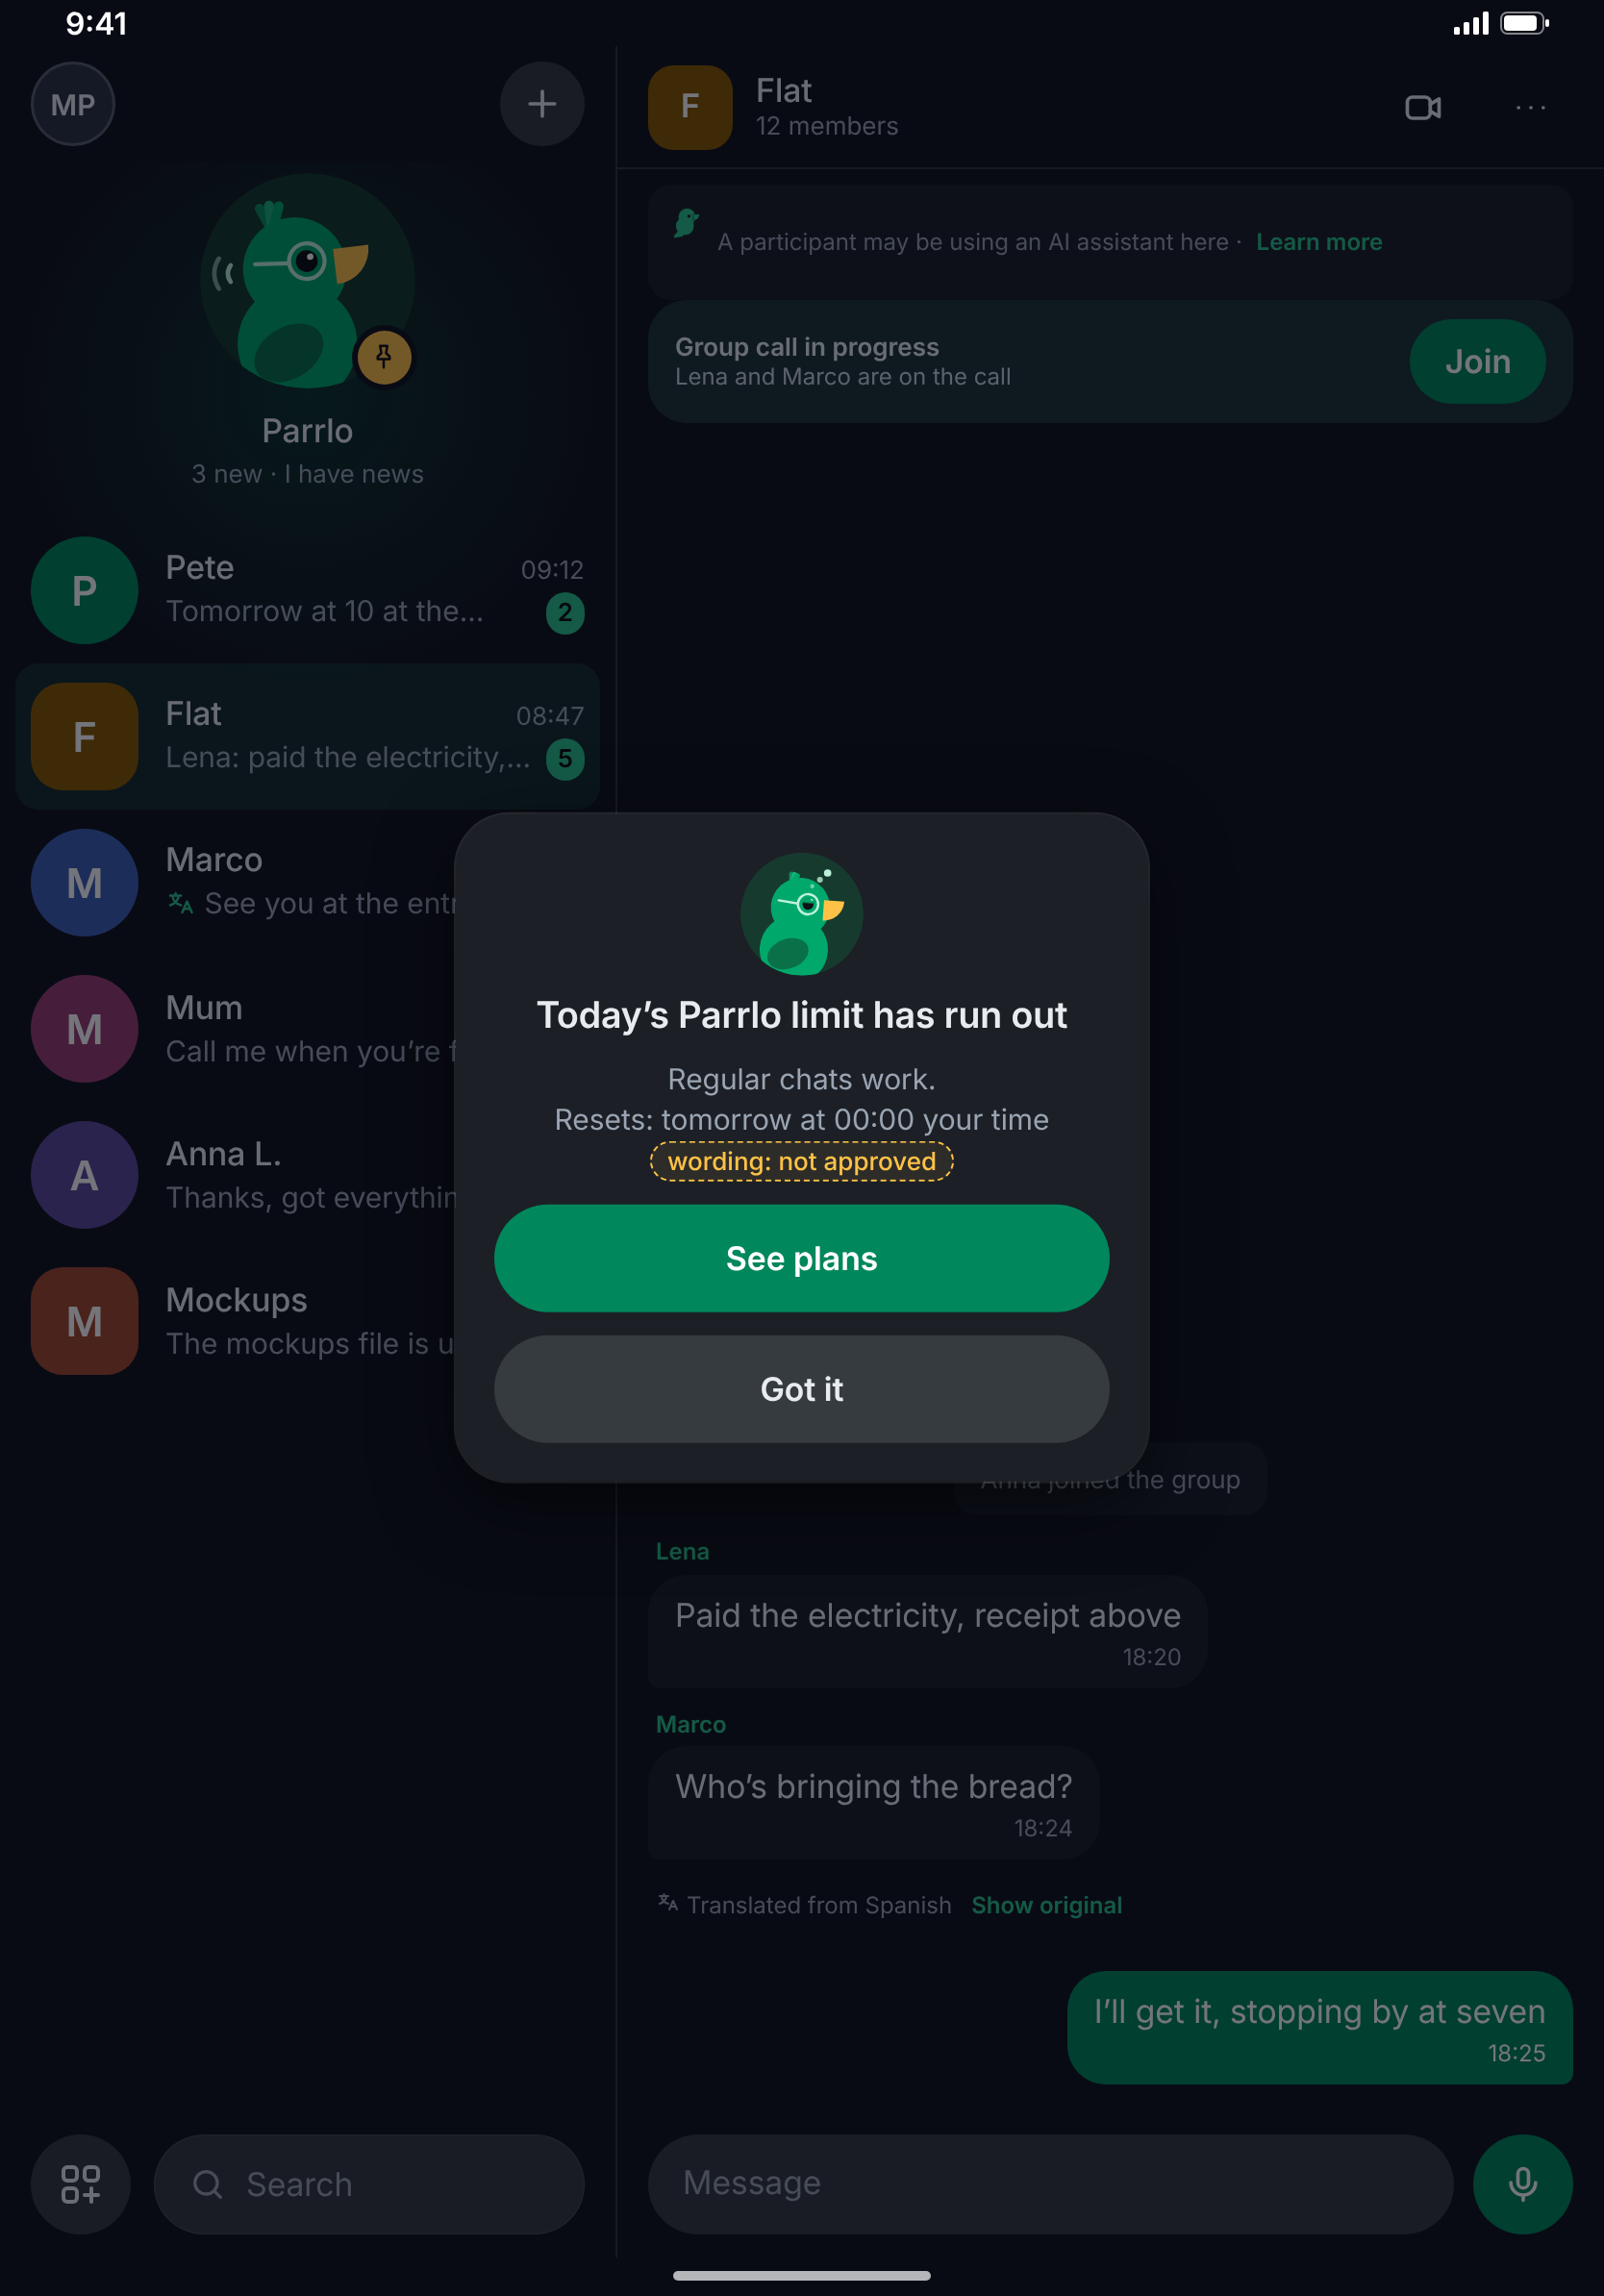 9:41
MP
Parrlo
3 new · I have news
Pete
09:12
Tomorrow at 10 at the...
2
F
Flat
08:47
Lena: paid the electricity,...
5
P
M
Marco
See you at the entr
M
Mum
Call me when you’re f
A
Anna L.
Thanks, got everythin
M
Mockups
The mockups file is u
Search
F
Flat
12 members
A participant may be using an AI assistant here · Learn more
Group call in progress
Lena and Marco are on the call
Join
Today’s Parrlo limit has run out
Regular chats work.
Resets: tomorrow at 00:00 your time
wording: not approved
See plans
Got it
Anna joined the group
Lena
Paid the electricity, receipt above
18:20
Marco
Who’s bringing the bread?
18:24
Translated from Spanish Show original
I’ll get it, stopping by at seven
18:25
Message